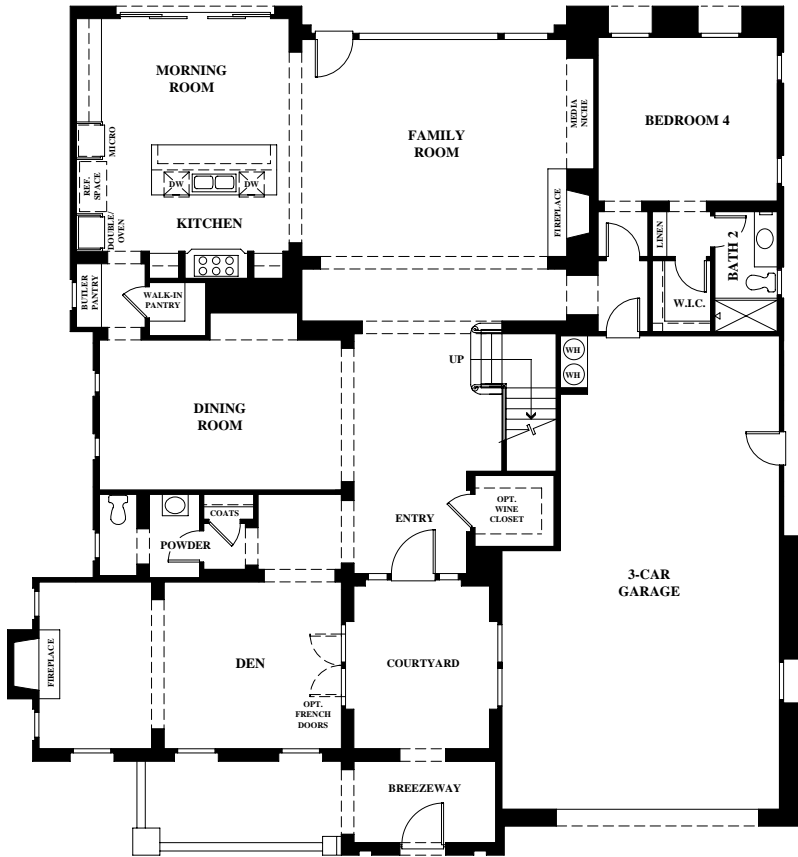 MORNING
ROOM
FAMILY
ROOM
MEDIA
NICHE
BEDROOM 4
MICRO
REF.
SPACE
DW
DW
DOUBLE/
OVEN
KITCHEN
FIREPLACE
LINEN
BATH 2
W.I.C.
BUTLER
PANTRY
WALK-IN
PANTRY
UP
WH
WH
DINING
ROOM
OPT.
WINE
CLOSET
COATS
ENTRY
POWDER
3-CAR
GARAGE
FIREPLACE
DEN
COURTYARD
OPT.
FRENCH
DOORS
BREEZEWAY